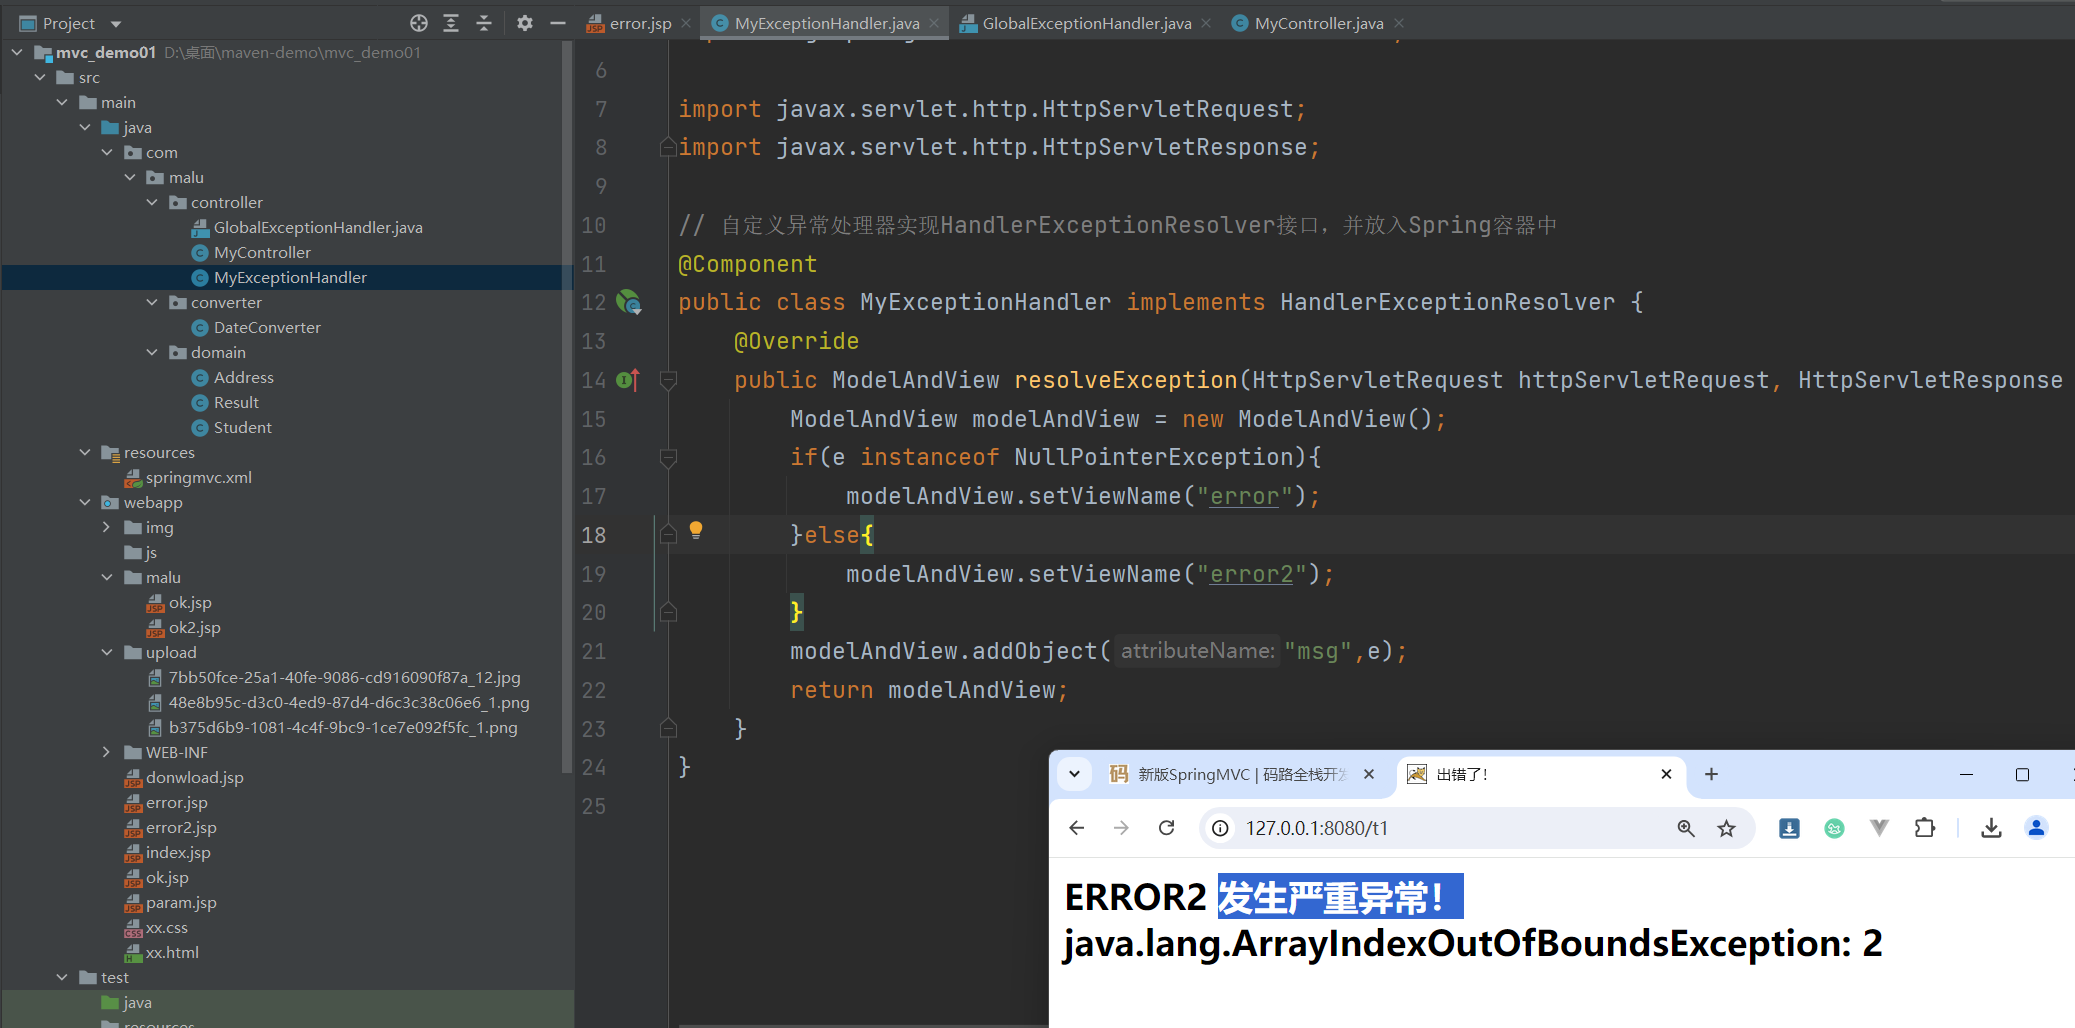 Project
error.jsp
MyExceptionHandler.java
GlobalExceptionHandler.java
MyController.java
mvc_demo01 D:\桌面\maven-demo\mvc_demo01
src
main
java
com
malu
controller
GlobalExceptionHandler.java
MyController
MyExceptionHandler
converter
DateConverter
domain
Address
Result
Student
resources
springmvc.xml
webapp
img
js
malu
ok.jsp
ok2.jsp
upload
7bb50fce-25a1-40fe-9086-cd916090f87a_12.jpg
48e8b95c-d3c0-4ed9-87d4-d6c3c38c06e6_1.png
b375d6b9-1081-4c4f-9bc9-1ce7e092f5fc_1.png
WEB-INF
donwload.jsp
error.jsp
error2.jsp
index.jsp
ok.jsp
param.jsp
xx.css
xx.html
test
java
resources
6
7 import javax.servlet.http.HttpServletRequest;
8 import javax.servlet.http.HttpServletResponse;
9
10 // 自定义异常处理器实现HandlerExceptionResolver接口，并放入Spring容器中
11 @Component
12 public class MyExceptionHandler implements HandlerExceptionResolver {
13 @Override
14 public ModelAndView resolveException(HttpServletRequest httpServletRequest, HttpServletResponse
15 ModelAndView modelAndView = new ModelAndView();
16 if(e instanceof NullPointerException){
17 modelAndView.setViewName("error");
18 }else{
19 modelAndView.setViewName("error2");
20 }
21 modelAndView.addObject( attributeName: "msg",e);
22 return modelAndView;
23 }
24 }
25
新版SpringMVC | 码路全栈开
出错了！
127.0.0.1:8080/t1
ERROR2 发生严重异常！
java.lang.ArrayIndexOutOfBoundsException: 2